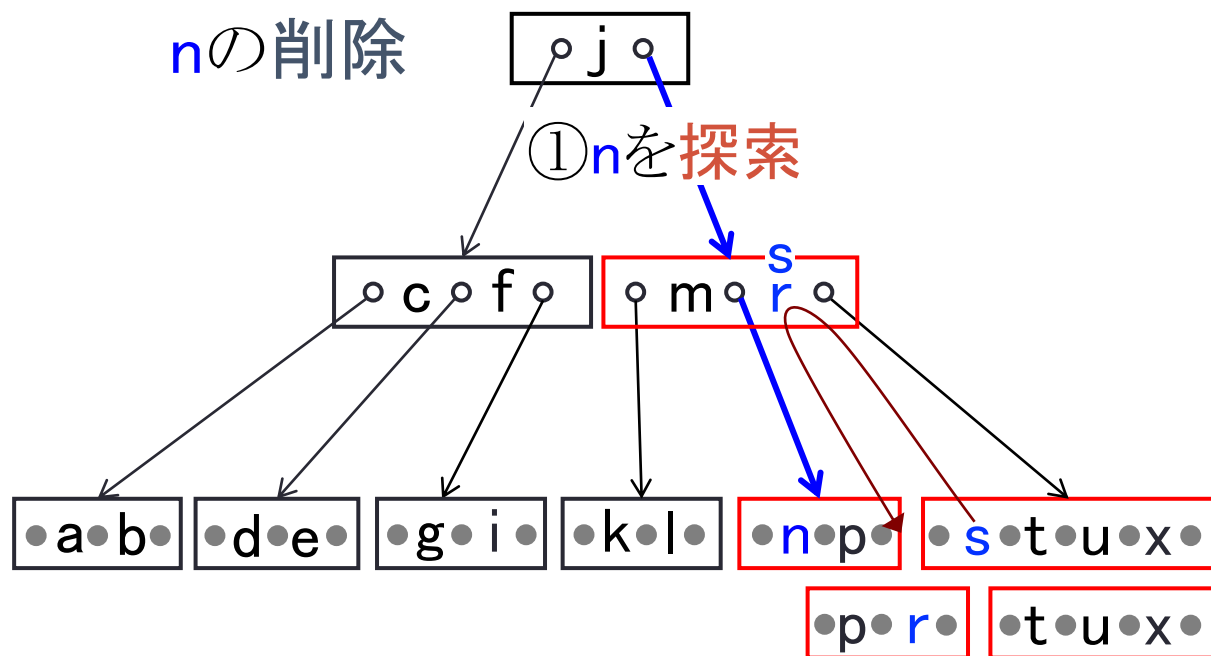 nの削除
j
①nを探索
s
c f
m r
a b
d e
g i
k l
n p
s t u x
p r
t u x